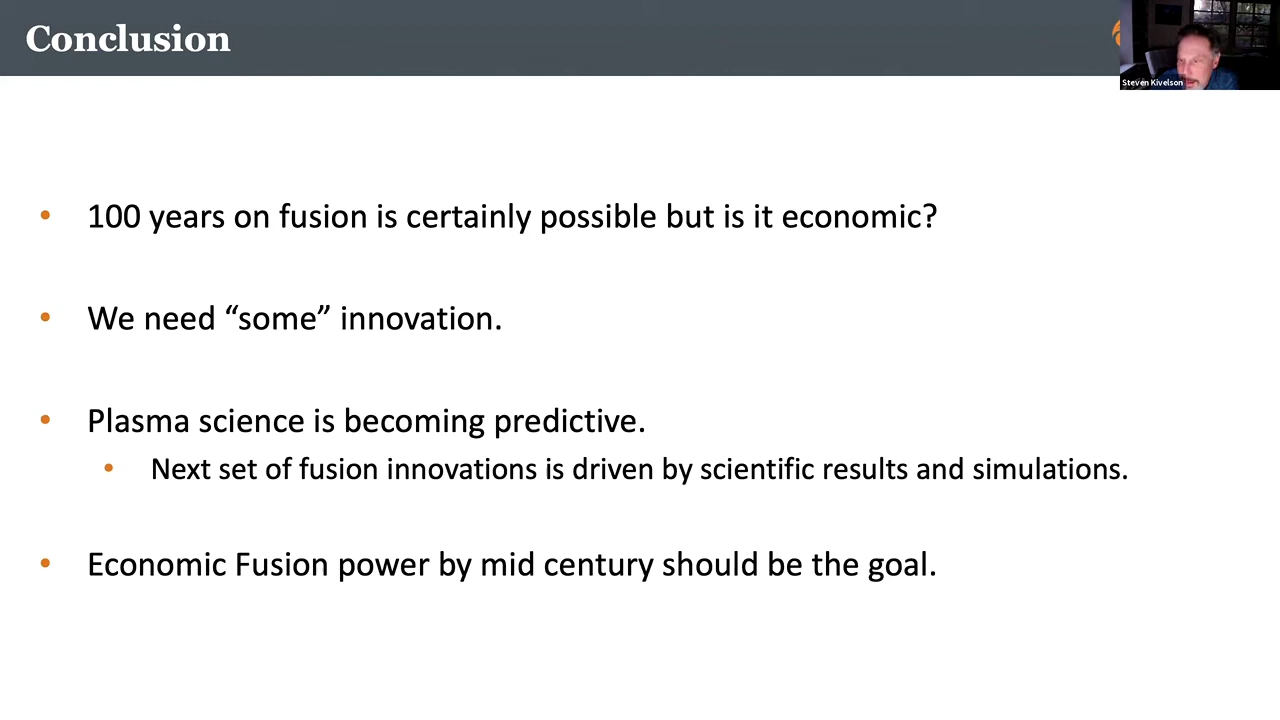 Conclusion
Steven Kivelson
• 100 years on fusion is certainly possible but is it economic?
• We need “some” innovation.
• Plasma science is becoming predictive.
• Next set of fusion innovations is driven by scientific results and simulations.
• Economic Fusion power by mid century should be the goal.